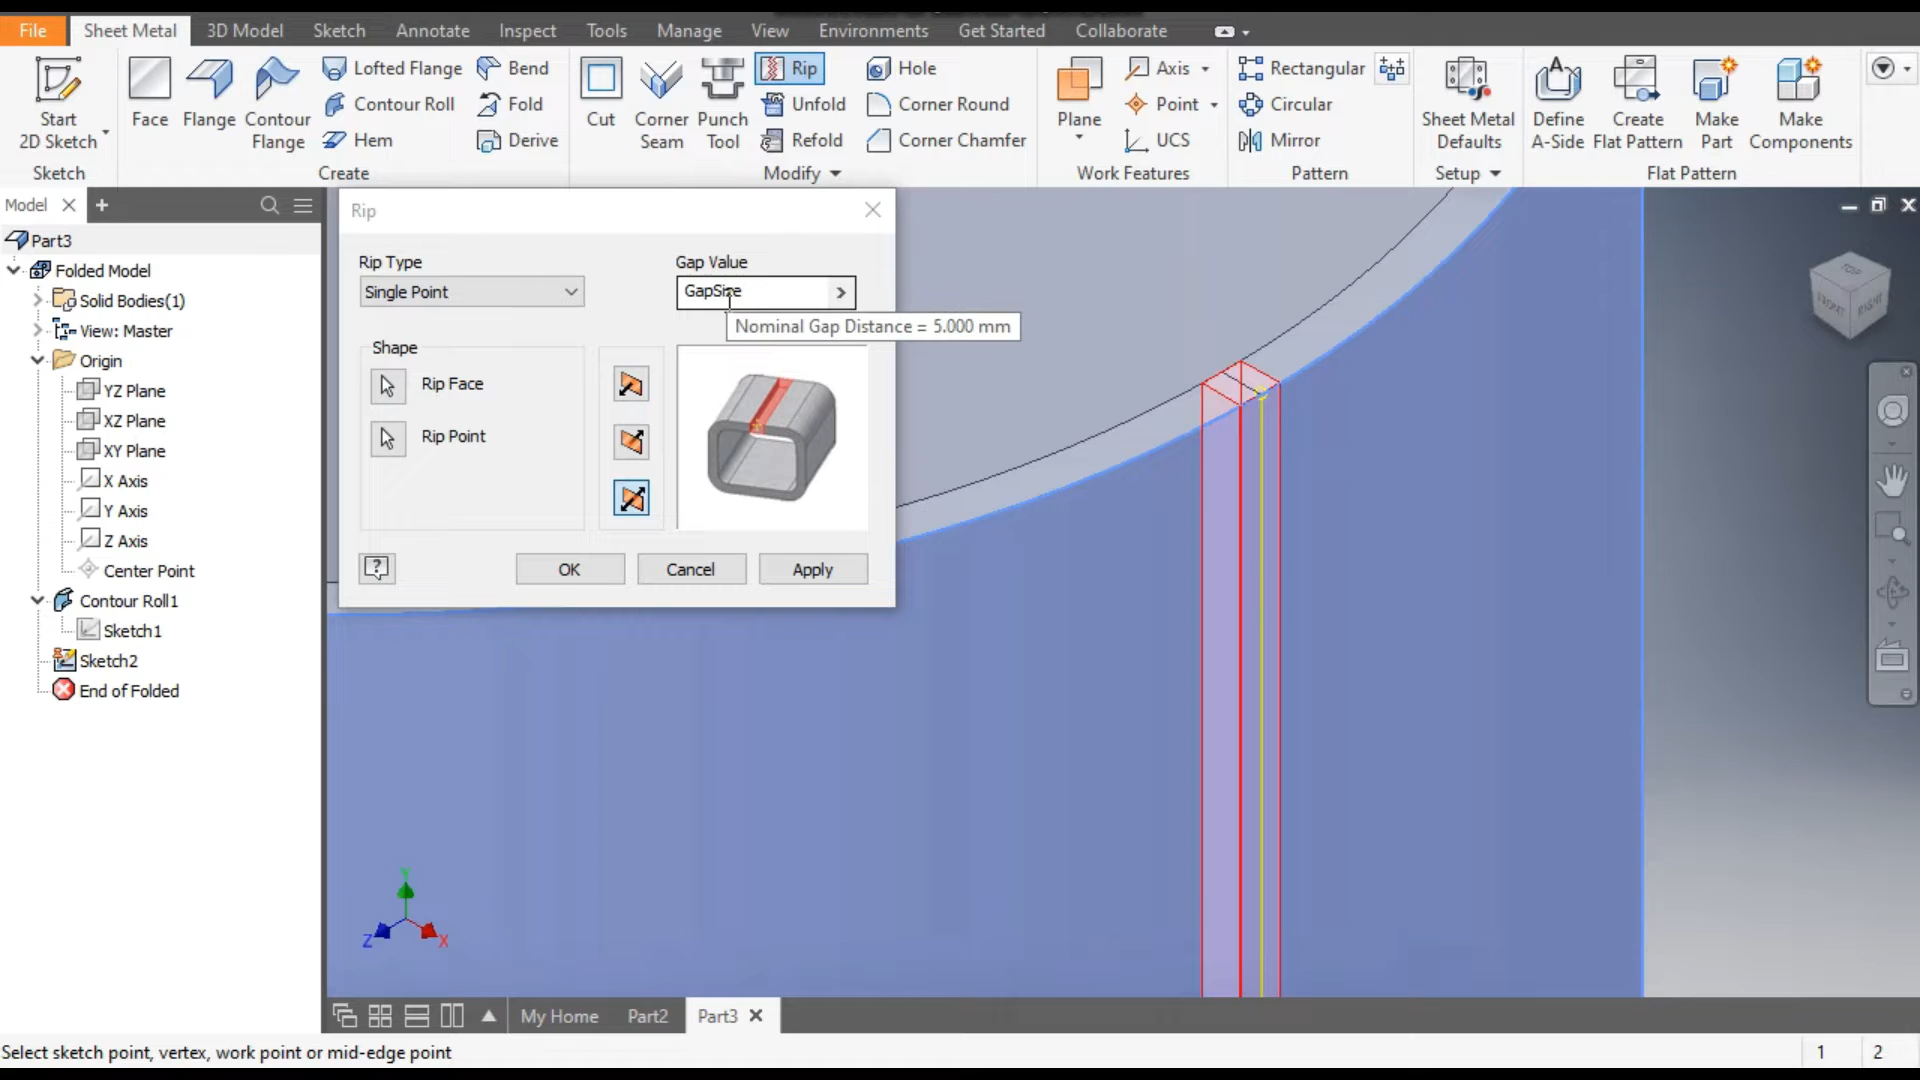 File Sheet Metal 3D Model Sketch Annotate Inspect Tools Manage View Environments Get Started Collaborate
Start
2D Sketch
Face
Flange
Contour
Flange
Lofted Flange
Contour Roll
Hem
Bend
Fold
Derive
Cut
Corner
Seam
Punch
Tool
Rip
Unfold
Refold
Hole
Corner Round
Corner Chamfer
Plane
Axis
Point
UCS
Rectangular
Circular
Mirror
Sheet Metal
Defaults
Define
A-Side
Create
Flat Pattern
Make
Part
Make
Components
Sketch Create Modify Work Features Pattern Setup Flat Pattern
Model
Part3
Folded Model
Solid Bodies(1)
View: Master
Origin
YZ Plane
XZ Plane
XY Plane
X Axis
Y Axis
Z Axis
Center Point
Contour Roll1
Sketch1
Sketch2
End of Folded
Rip
Rip Type
Single Point
Gap Value
GapSize
Nominal Gap Distance = 5.000 mm
Shape
Rip Face
Rip Point
OK Cancel Apply
TOP
FRONT RIGHT
Y
Z X
My Home Part2 Part3
Select sketch point, vertex, work point or mid-edge point
1 2